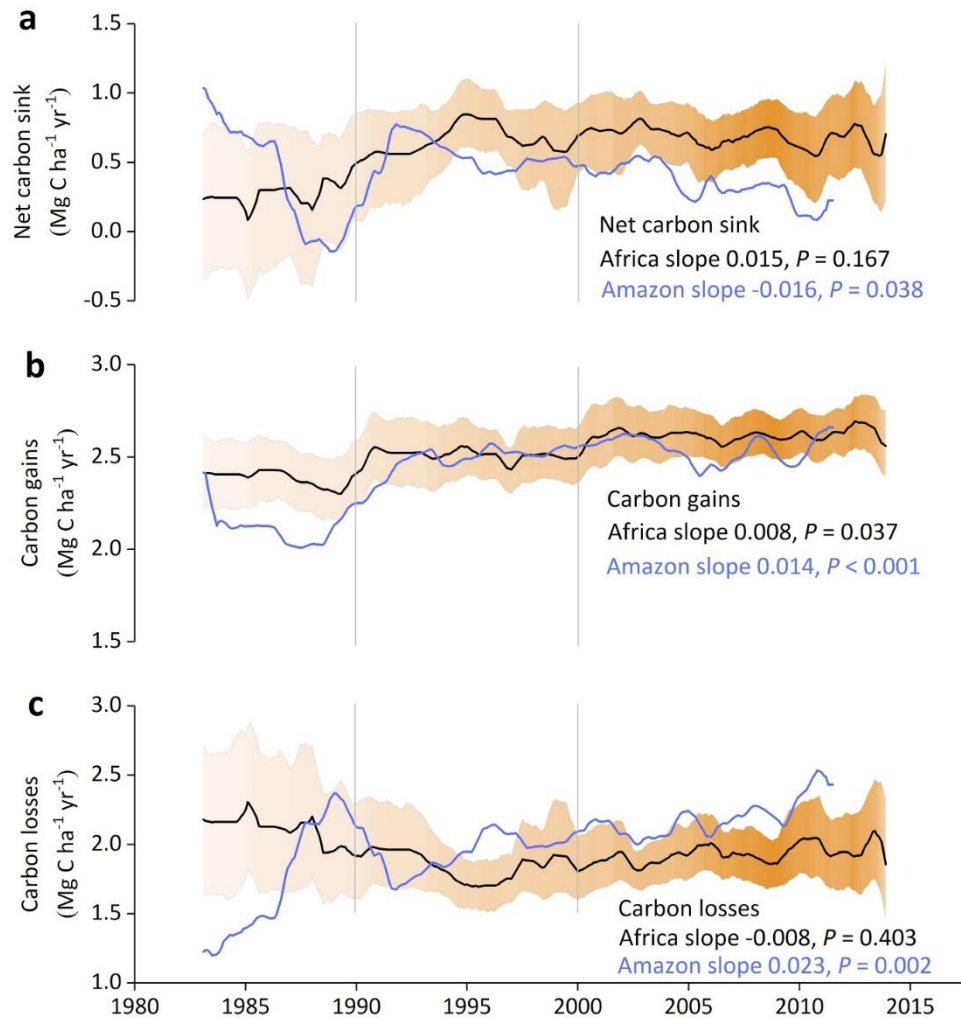 a
Net carbon sink
(Mg C ha⁻¹ yr⁻¹)
1.5
1.0
0.5
0.0
-0.5
Net carbon sink
Africa slope 0.015, P = 0.167
Amazon slope -0.016, P = 0.038
b
Carbon gains
(Mg C ha⁻¹ yr⁻¹)
3.0
2.5
2.0
1.5
Carbon gains
Africa slope 0.008, P = 0.037
Amazon slope 0.014, P < 0.001
c
Carbon losses
(Mg C ha⁻¹ yr⁻¹)
3.0
2.5
2.0
1.5
1.0
Carbon losses
Africa slope -0.008, P = 0.403
Amazon slope 0.023, P = 0.002
1980 1985 1990 1995 2000 2005 2010 2015